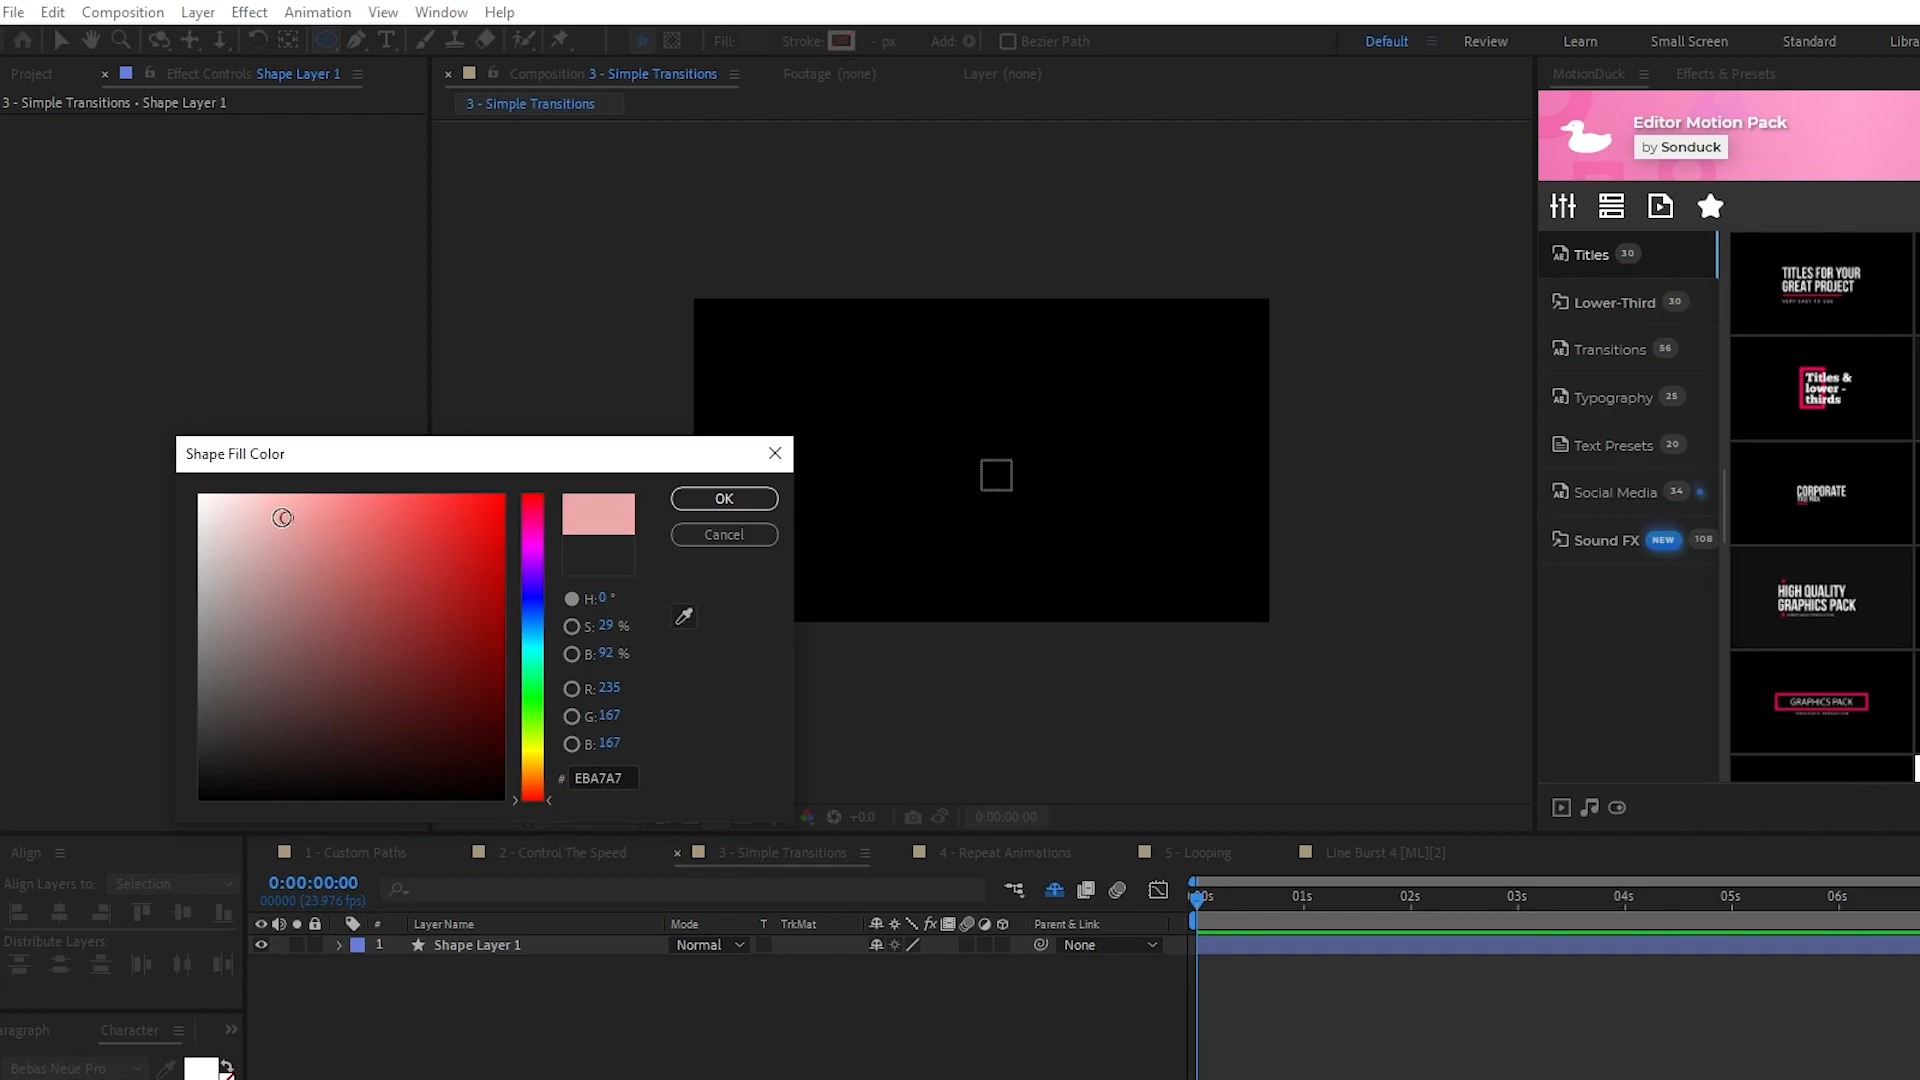 File Edit Composition Layer Effect Animation View Window Help
Fill: Stroke: - px Add: Bezier Path Default Review Learn Small Screen Standard Libra
Project × Effect Controls Shape Layer 1
3 - Simple Transitions • Shape Layer 1
× Composition 3 - Simple Transitions Footage (none) Layer (none)
3 - Simple Transitions
MotionDuck Effects & Presets
Editor Motion Pack
by Sonduck
Titles 30
Lower-Third 30
Transitions 56
Typography 25
Text Presets 20
Social Media 34
Sound FX NEW 108
TITLES FOR YOUR
GREAT PROJECT
VERY EASY TO USE
Titles &
lower -
thirds
CORPORATE
HIGH QUALITY
GRAPHICS PACK
GRAPHICS PACK
Shape Fill Color
OK
Cancel
H: 0 °
S: 29 %
B: 92 %
R: 235
G: 167
B: 167
# EBA7A7
+0.0 0:00:00:00
Align
Align Layers to: Selection
Distribute Layers:
aragraph Character
Bebas Neue Pro
1 - Custom Paths 2 - Control The Speed × 3 - Simple Transitions 4 - Repeat Animations 5 - Looping Line Burst 4 [ML][2]
0:00:00:00
00000 (23.976 fps)
00s 01s 02s 03s 04s 05s 06s
# Layer Name Mode T TrkMat fx Parent & Link
1 Shape Layer 1 Normal None